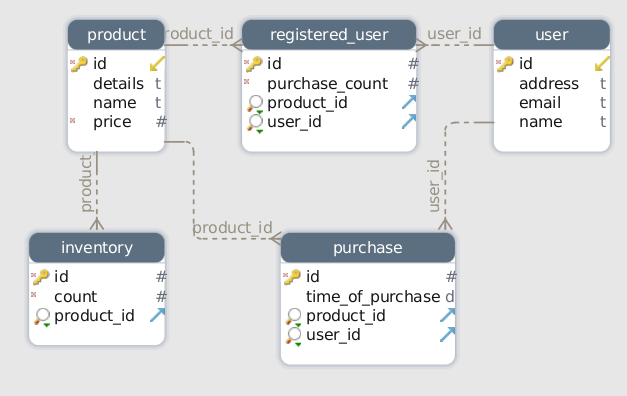 product
id
details t
name t
price #
roduct_id
registered_user
id #
purchase_count #
product_id
user_id
user_id
user
id
address t
email t
name t
product
product_id
user_id
inventory
id #
count #
product_id
purchase
id #
time_of_purchase d
product_id
user_id